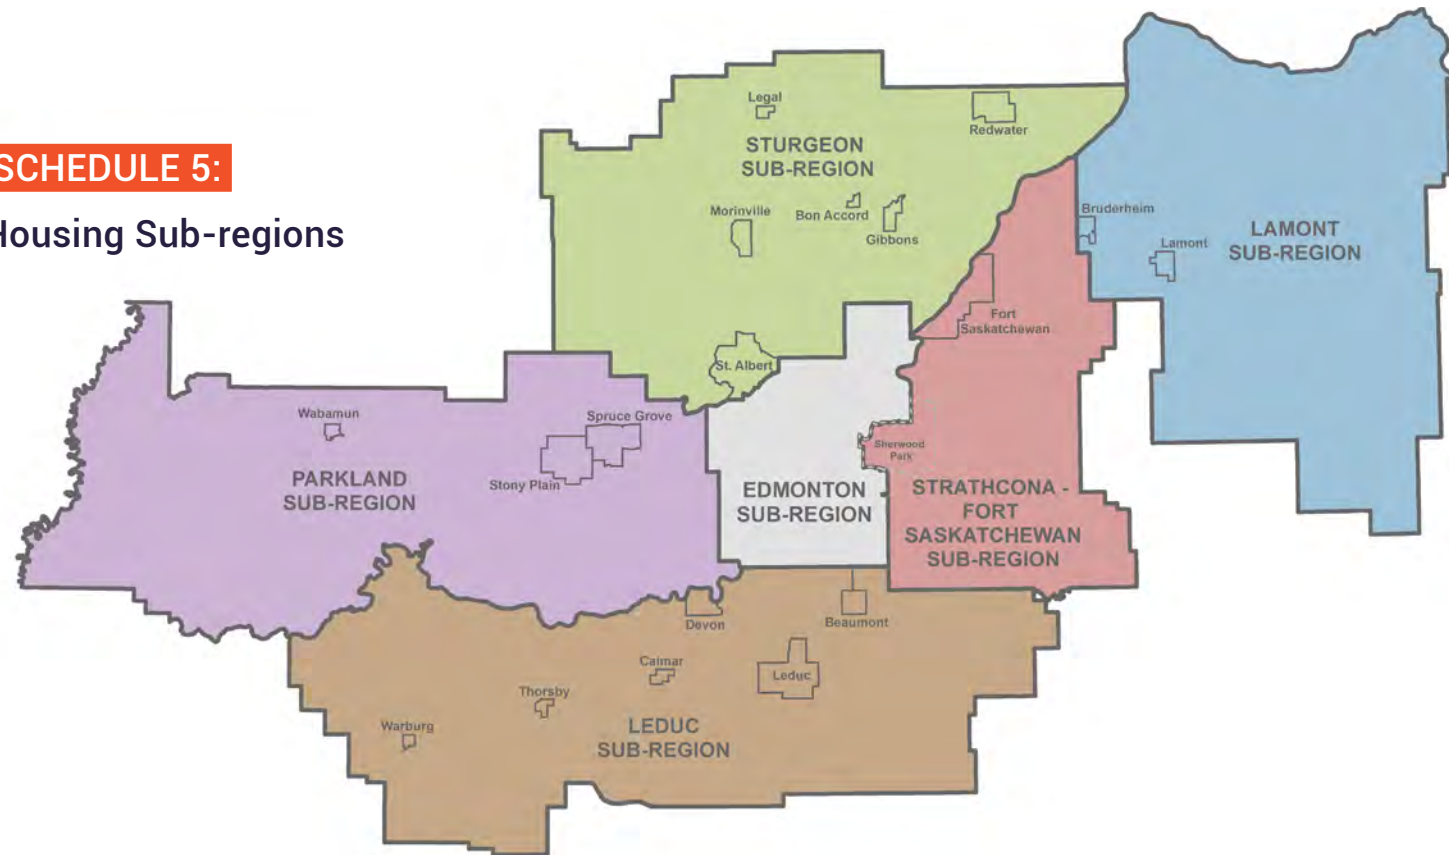 SCHEDULE 5:
Housing Sub-regions
Legal
Redwater
STURGEON
SUB-REGION
Morinville
Bon Accord
Gibbons
Bruderheim
Lamont
LAMONT
SUB-REGION
Fort
Saskatchewan
St. Albert
Wabamun
Spruce Grove
Stony Plain
PARKLAND
SUB-REGION
Sherwood
Park
EDMONTON
SUB-REGION
STRATHCONA -
FORT
SASKATCHEWAN
SUB-REGION
Devon
Beaumont
Calmar
Leduc
Thorsby
Warburg
LEDUC
SUB-REGION